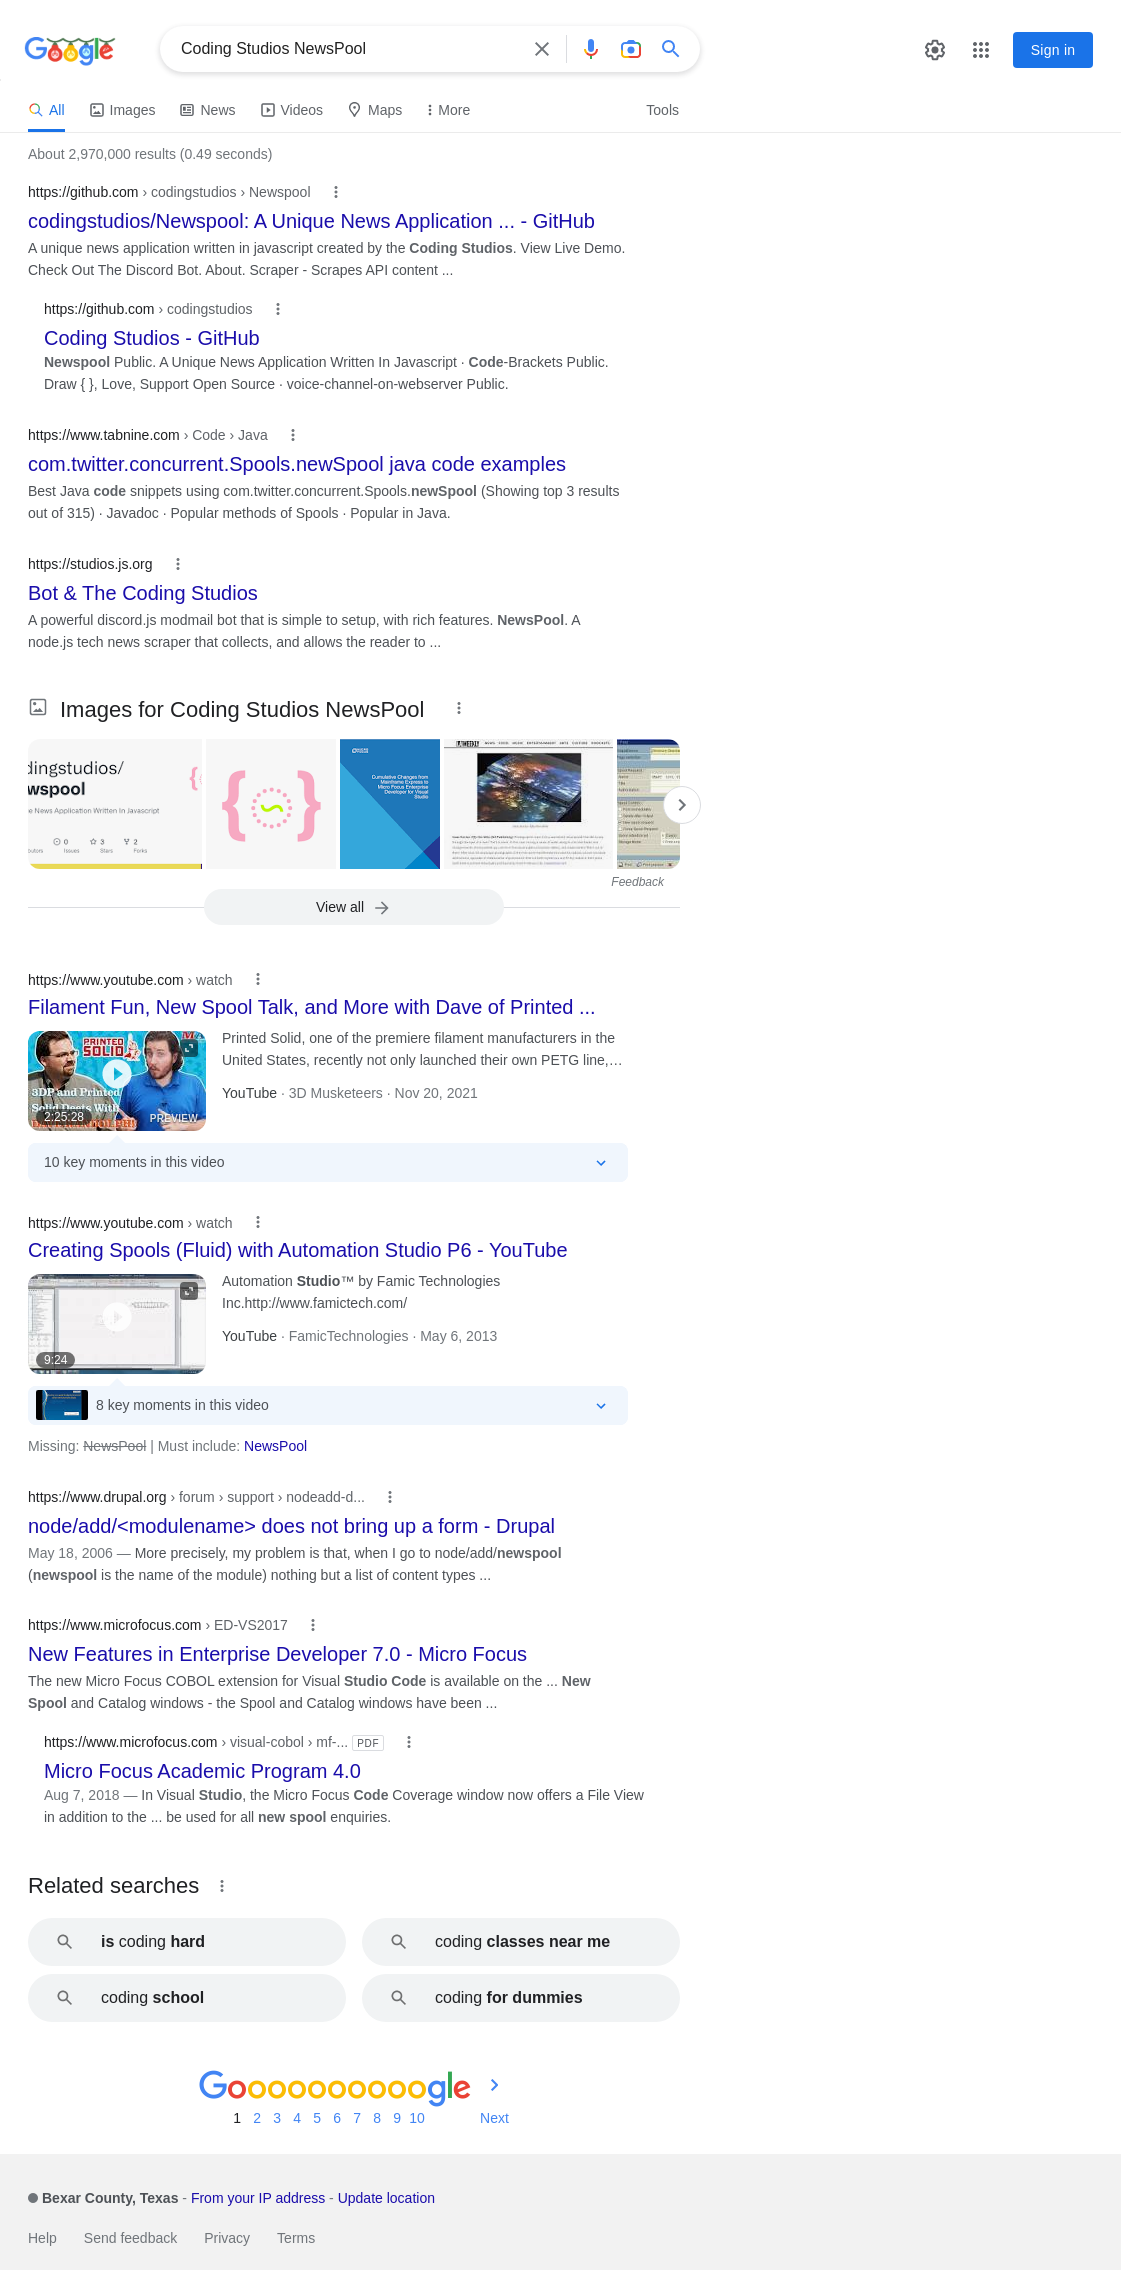 Google
Coding Studios NewsPool
Sign in
All
Images
News
Videos
Maps
More
Tools
About 2,970,000 results (0.49 seconds)
https://github.com › codingstudios › Newspool
codingstudios/Newspool: A Unique News Application ... - GitHub
A unique news application written in javascript created by the Coding Studios. View Live Demo.
Check Out The Discord Bot. About. Scraper - Scrapes API content ...
https://github.com › codingstudios
Coding Studios - GitHub
Newspool Public. A Unique News Application Written In Javascript · Code-Brackets Public.
Draw { }, Love, Support Open Source · voice-channel-on-webserver Public.
https://www.tabnine.com › Code › Java
com.twitter.concurrent.Spools.newSpool java code examples
Best Java code snippets using com.twitter.concurrent.Spools.newSpool (Showing top 3 results
out of 315) · Javadoc · Popular methods of Spools · Popular in Java.
https://studios.js.org
Bot & The Coding Studios
A powerful discord.js modmail bot that is simple to setup, with rich features. NewsPool. A
node.js tech news scraper that collects, and allows the reader to ...
Images for Coding Studios NewsPool
dingstudios/
wspool
e News Application Written In Javascript
0
Issues
3
Stars
2
Forks
Cumulative Changes from
Mainframe Express to
Micro Focus Enterprise
Developer for Visual
Studio
Feedback
View all
https://www.youtube.com › watch
Filament Fun, New Spool Talk, and More with Dave of Printed ...
PRINTED
SOLID
3DP and Printed
Solid Deets With
2:25:28
PREVIEW
Printed Solid, one of the premiere filament manufacturers in the
United States, recently not only launched their own PETG line,…
YouTube · 3D Musketeers · Nov 20, 2021
10 key moments in this video
https://www.youtube.com › watch
Creating Spools (Fluid) with Automation Studio P6 - YouTube
9:24
Automation Studio™ by Famic Technologies
Inc.http://www.famictech.com/
YouTube · FamicTechnologies · May 6, 2013
8 key moments in this video
Missing: NewsPool | Must include: NewsPool
https://www.drupal.org › forum › support › nodeadd-d...
node/add/<modulename> does not bring up a form - Drupal
May 18, 2006 — More precisely, my problem is that, when I go to node/add/newspool
(newspool is the name of the module) nothing but a list of content types ...
https://www.microfocus.com › ED-VS2017
New Features in Enterprise Developer 7.0 - Micro Focus
The new Micro Focus COBOL extension for Visual Studio Code is available on the ... New
Spool and Catalog windows - the Spool and Catalog windows have been ...
https://www.microfocus.com › visual-cobol › mf-... PDF
Micro Focus Academic Program 4.0
Aug 7, 2018 — In Visual Studio, the Micro Focus Code Coverage window now offers a File View
in addition to the ... be used for all new spool enquiries.
Related searches
is coding hard
coding classes near me
coding school
coding for dummies
Goooooooooogle
1 2 3 4 5 6 7 8 9 10 Next
Bexar County, Texas - From your IP address - Update location
Help Send feedback Privacy Terms